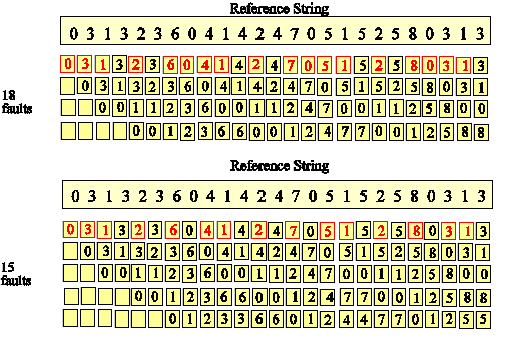 Reference String
0 3 1 3 2 3 6 0 4 1 4 2 4 7 0 5 1 5 2 5 8 0 3 1 3
0 3 1 3 2 3 6 0 4 1 4 2 4 7 0 5 1 5 2 5 8 0 3 1 3
0 3 1 3 2 3 6 0 4 1 4 2 4 7 0 5 1 5 2 5 8 0 3 1
18
faults
0 0 1 1 2 3 6 0 0 1 1 2 4 7 0 0 1 1 2 5 8 0 0
0 0 1 2 3 6 6 0 0 1 2 4 7 7 0 0 1 2 5 8 8
Reference String
0 3 1 3 2 3 6 0 4 1 4 2 4 7 0 5 1 5 2 5 8 0 3 1 3
0 3 1 3 2 3 6 0 4 1 4 2 4 7 0 5 1 5 2 5 8 0 3 1 3
0 3 1 3 2 3 6 0 4 1 4 2 4 7 0 5 1 5 2 5 8 0 3 1
15
faults
0 0 1 1 2 3 6 0 0 1 1 2 4 7 0 0 1 1 2 5 8 0 0
0 0 1 2 3 6 6 0 0 1 2 4 7 7 0 0 1 2 5 8 8
0 1 2 3 3 6 6 0 1 2 4 4 7 7 0 1 2 5 5